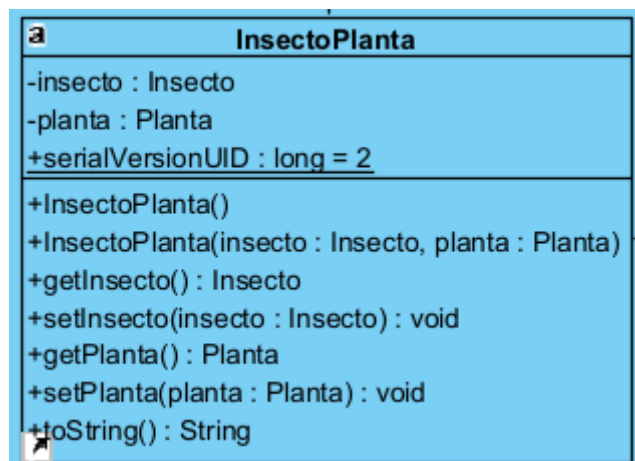 a
InsectoPlanta
-insecto : Insecto
-planta : Planta
+serialVersionUID : long = 2
+InsectoPlanta()
+InsectoPlanta(insecto : Insecto, planta : Planta)
+getInsecto() : Insecto
+setInsecto(insecto : Insecto) : void
+getPlanta() : Planta
+setPlanta(planta : Planta) : void
+toString() : String